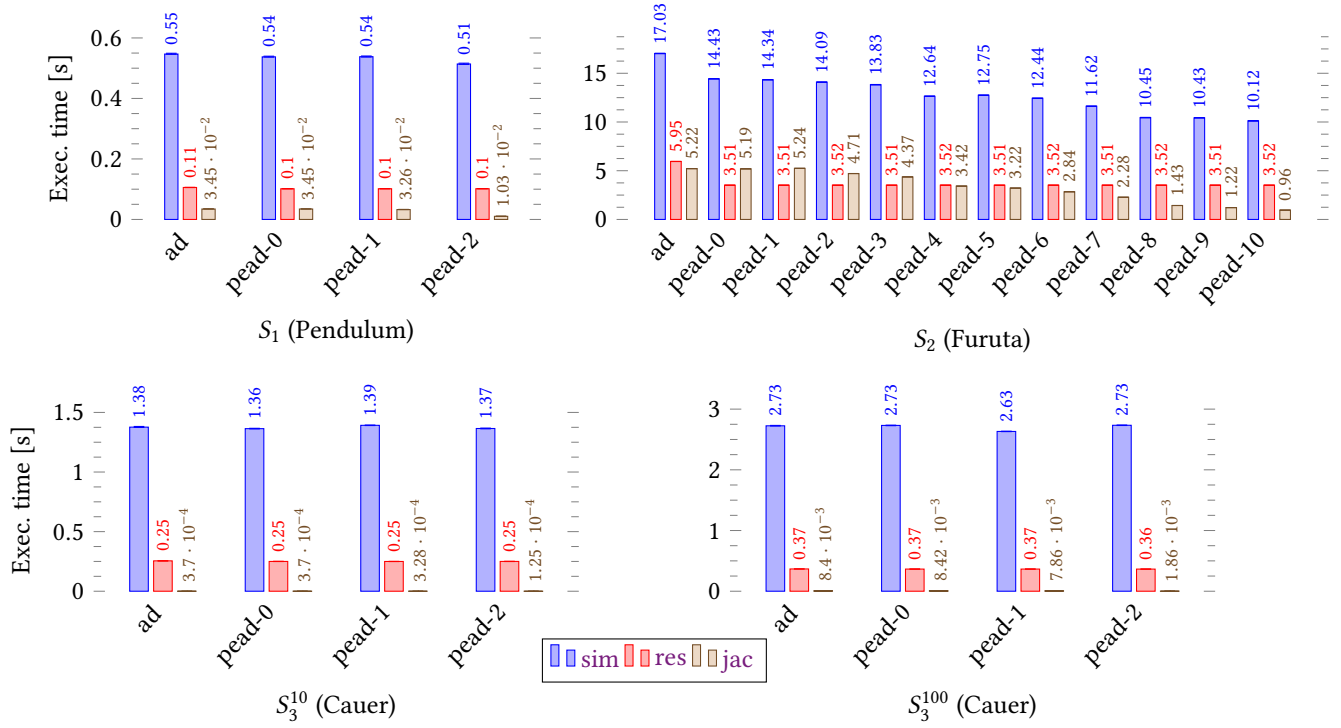 Exec. time [s]
0.6
0.4
0.2
0
0.55
0.11
3.45 · 10⁻²
0.54
0.1
3.45 · 10⁻²
0.54
0.1
3.26 · 10⁻²
0.51
0.1
1.03 · 10⁻²
ad
pead-0
pead-1
pead-2
S₁ (Pendulum)
15
10
5
0
17.03
5.95
5.22
14.43
3.51
5.19
14.34
3.51
5.24
14.09
3.52
4.71
13.83
3.51
4.37
12.64
3.52
3.42
12.75
3.51
3.22
12.44
3.52
2.84
11.62
3.51
2.28
10.45
3.52
1.43
10.43
3.51
1.22
10.12
3.52
0.96
ad
pead-0
pead-1
pead-2
pead-3
pead-4
pead-5
pead-6
pead-7
pead-8
pead-9
pead-10
S₂ (Furuta)
Exec. time [s]
1.5
1
0.5
0
1.38
0.25
3.7 · 10⁻⁴
1.36
0.25
3.7 · 10⁻⁴
1.39
0.25
3.28 · 10⁻⁴
1.37
0.25
1.25 · 10⁻⁴
ad
pead-0
pead-1
pead-2
S₃¹⁰ (Cauer)
3
2
1
0
2.73
0.37
8.4 · 10⁻³
2.73
0.37
8.42 · 10⁻³
2.63
0.37
7.86 · 10⁻³
2.73
0.36
1.86 · 10⁻³
ad
pead-0
pead-1
pead-2
S₃¹⁰⁰ (Cauer)
sim res jac